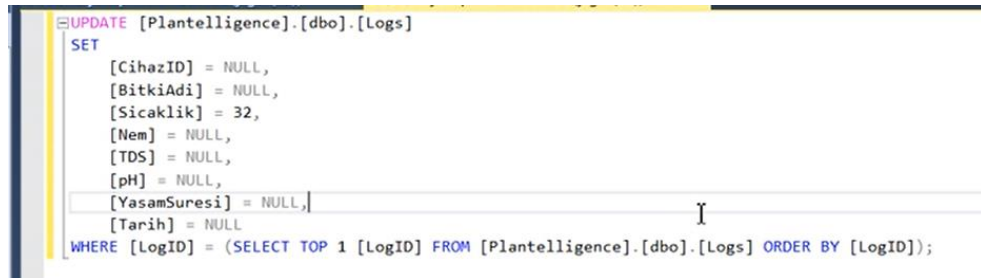 UPDATE [Plantelligence].[dbo].[Logs]
SET
[CihazID] = NULL,
[BitkiAdi] = NULL,
[Sicaklik] = 32,
[Nem] = NULL,
[TDS] = NULL,
[pH] = NULL,
[YasamSuresi] = NULL,
[Tarih] = NULL
WHERE [LogID] = (SELECT TOP 1 [LogID] FROM [Plantelligence].[dbo].[Logs] ORDER BY [LogID]);